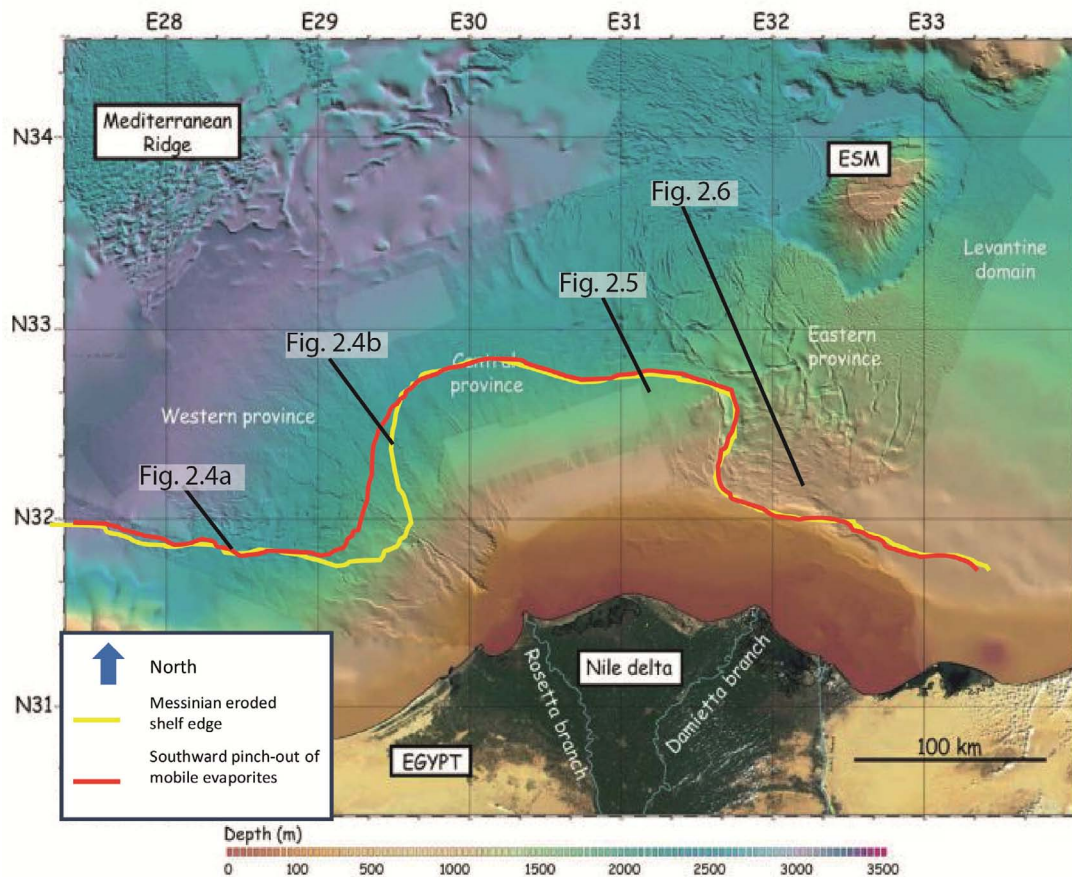 E28 E29 E30 E31 E32 E33
N34
Mediterranean
Ridge
ESM
Fig. 2.6
Levantine
domain
Fig. 2.5
N33
Fig. 2.4b
Eastern
province
Central
province
Western province
Fig. 2.4a
N32
North
Messinian eroded
shelf edge
Southward pinch-out of
mobile evaporites
N31
Rosetta branch
Nile delta
Damietta branch
EGYPT
100 km
Depth (m)
0 100 500 1000 1500 2000 2500 3000 3500